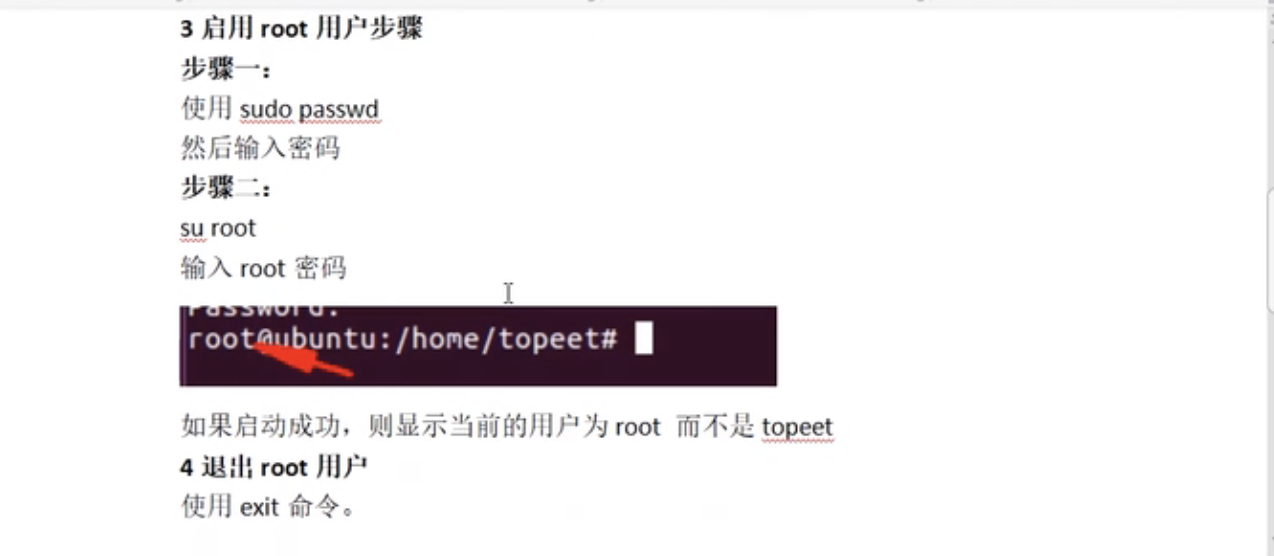 3 启用 root 用户步骤
步骤一：
使用 sudo passwd
然后输入密码
步骤二：
su root
输入 root 密码
Password:
root@ubuntu:/home/topeet#
如果启动成功，则显示当前的用户为 root 而不是 topeet
4 退出 root 用户
使用 exit 命令。